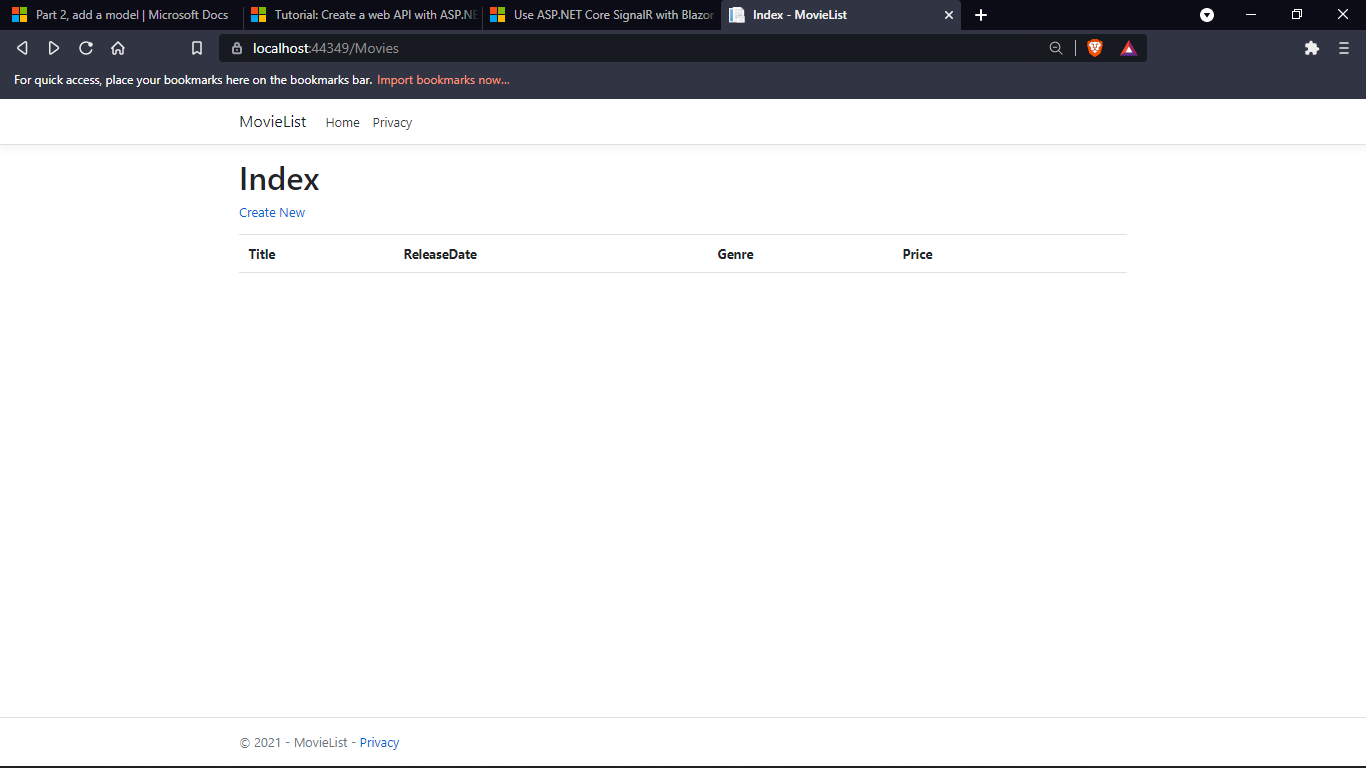 Part 2, add a model | Microsoft Docs
Tutorial: Create a web API with ASP.NE
Use ASP.NET Core SignalR with Blazor
Index - MovieList
localhost:44349/Movies
For quick access, place your bookmarks here on the bookmarks bar. Import bookmarks now...
MovieList Home Privacy
Index
Create New
Title ReleaseDate Genre Price
© 2021 - MovieList - Privacy